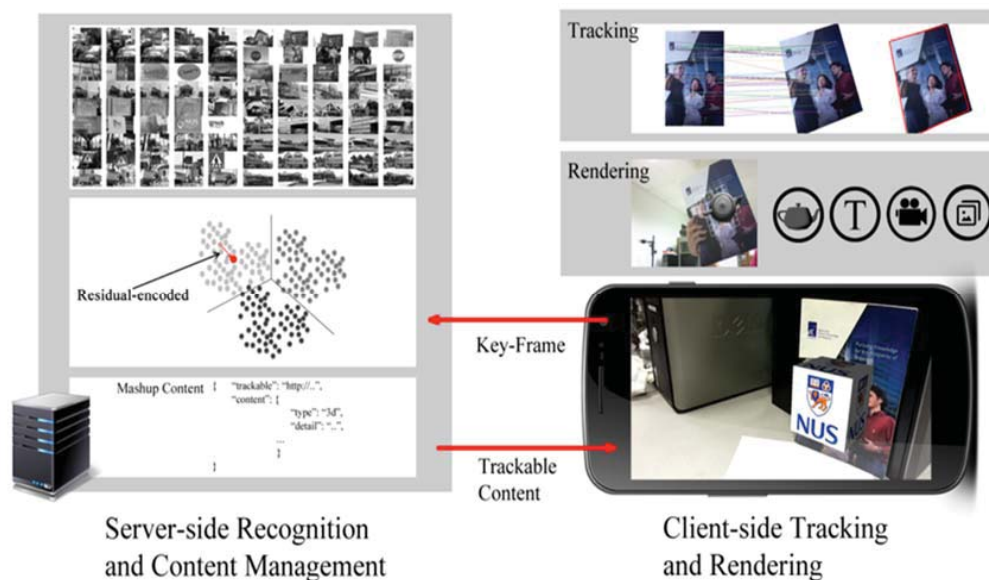 Tracking
Rendering
T
Residual-encoded
Key-Frame
Mashup Content
{ “trackable”: “http://..”,
“content”: {
“type”: “3d”,
“detail”: “..”,
...
}
}
Trackable
Content
NUS
NUS
Server-side Recognition
and Content Management
Client-side Tracking
and Rendering